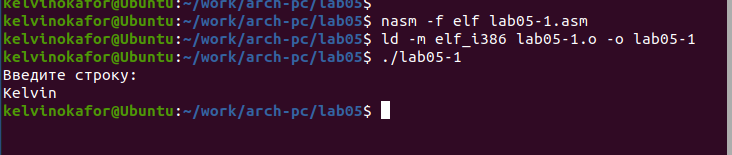 kelvinokafor@Ubuntu:~/work/arch-pc/lab05$
kelvinokafor@Ubuntu:~/work/arch-pc/lab05$ nasm -f elf lab05-1.asm
kelvinokafor@Ubuntu:~/work/arch-pc/lab05$ ld -m elf_i386 lab05-1.o -o lab05-1
kelvinokafor@Ubuntu:~/work/arch-pc/lab05$ ./lab05-1
Введите строку:
Kelvin
kelvinokafor@Ubuntu:~/work/arch-pc/lab05$